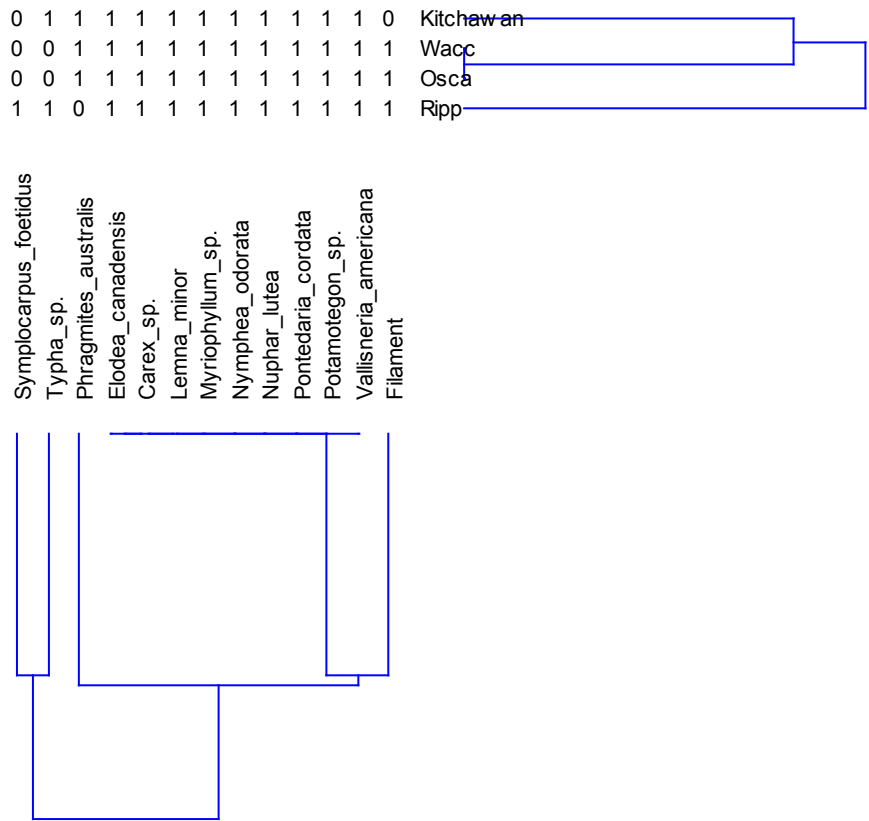 0 1 1 1 1 1 1 1 1 1 1 1 0 Kitchawan
0 0 1 1 1 1 1 1 1 1 1 1 1 Wacc
0 0 1 1 1 1 1 1 1 1 1 1 1 Osca
1 1 0 1 1 1 1 1 1 1 1 1 1 Ripp
Symplocarpus_foetidus
Typha_sp.
Phragmites_australis
Elodea_canadensis
Carex_sp.
Lemna_minor
Myriophyllum_sp.
Nymphea_odorata
Nuphar_lutea
Pontedaria_cordata
Potamotegon_sp.
Vallisneria_americana
Filament